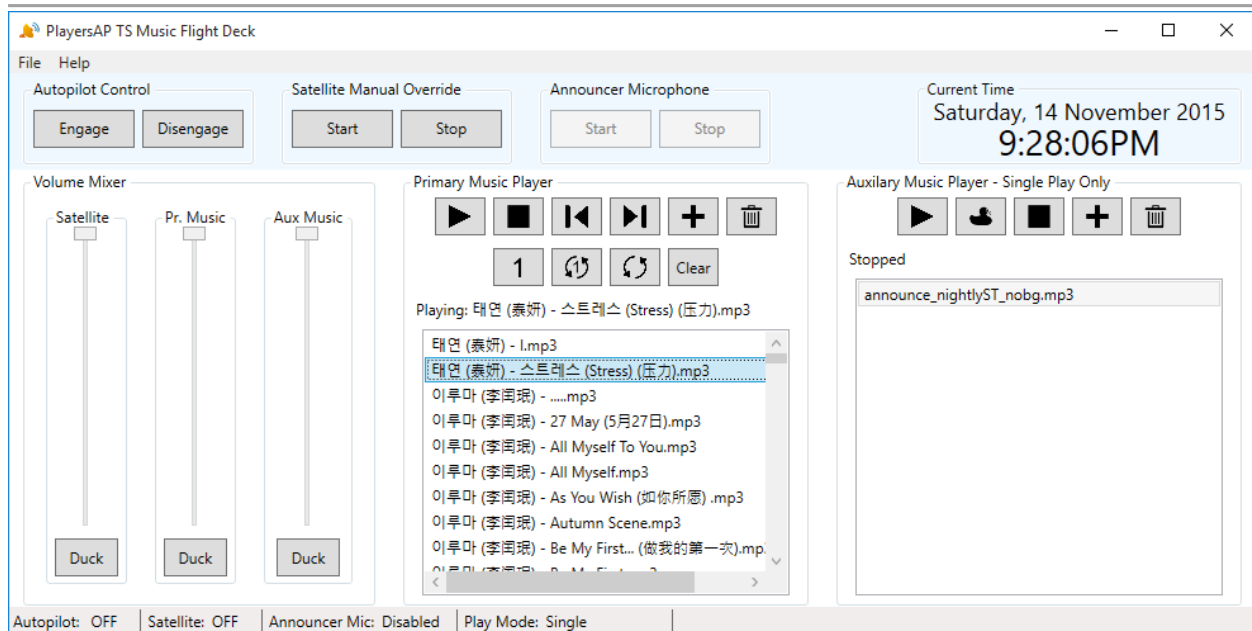 PlayersAP TS Music Flight Deck
File Help
Autopilot Control
Engage Disengage
Satellite Manual Override
Start Stop
Announcer Microphone
Start Stop
Current Time
Saturday, 14 November 2015
9:28:06PM
Volume Mixer
Satellite Pr. Music Aux Music
Duck Duck Duck
Primary Music Player
1 1 Clear
Playing: 태연 (泰妍) - 스트레스 (Stress) (压力).mp3
태연 (泰妍) - I.mp3
태연 (泰妍) - 스트레스 (Stress) (压力).mp3
이루마 (李闰珉) - .....mp3
이루마 (李闰珉) - 27 May (5月27日).mp3
이루마 (李闰珉) - All Myself To You.mp3
이루마 (李闰珉) - All Myself.mp3
이루마 (李闰珉) - As You Wish (如你所愿) .mp3
이루마 (李闰珉) - Autumn Scene.mp3
이루마 (李闰珉) - Be My First... (做我的第一次).mp
Auxilary Music Player - Single Play Only
Stopped
announce_nightlyST_nobg.mp3
Autopilot: OFF Satellite: OFF Announcer Mic: Disabled Play Mode: Single